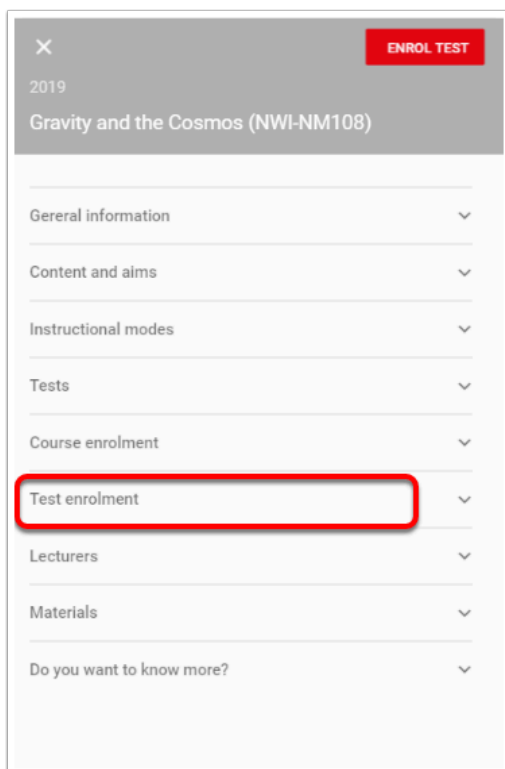 ENROL TEST
2019
Gravity and the Cosmos (NWI-NM108)
Gereral information
Content and aims
Instructional modes
Tests
Course enrolment
Test enrolment
Lecturers
Materials
Do you want to know more?